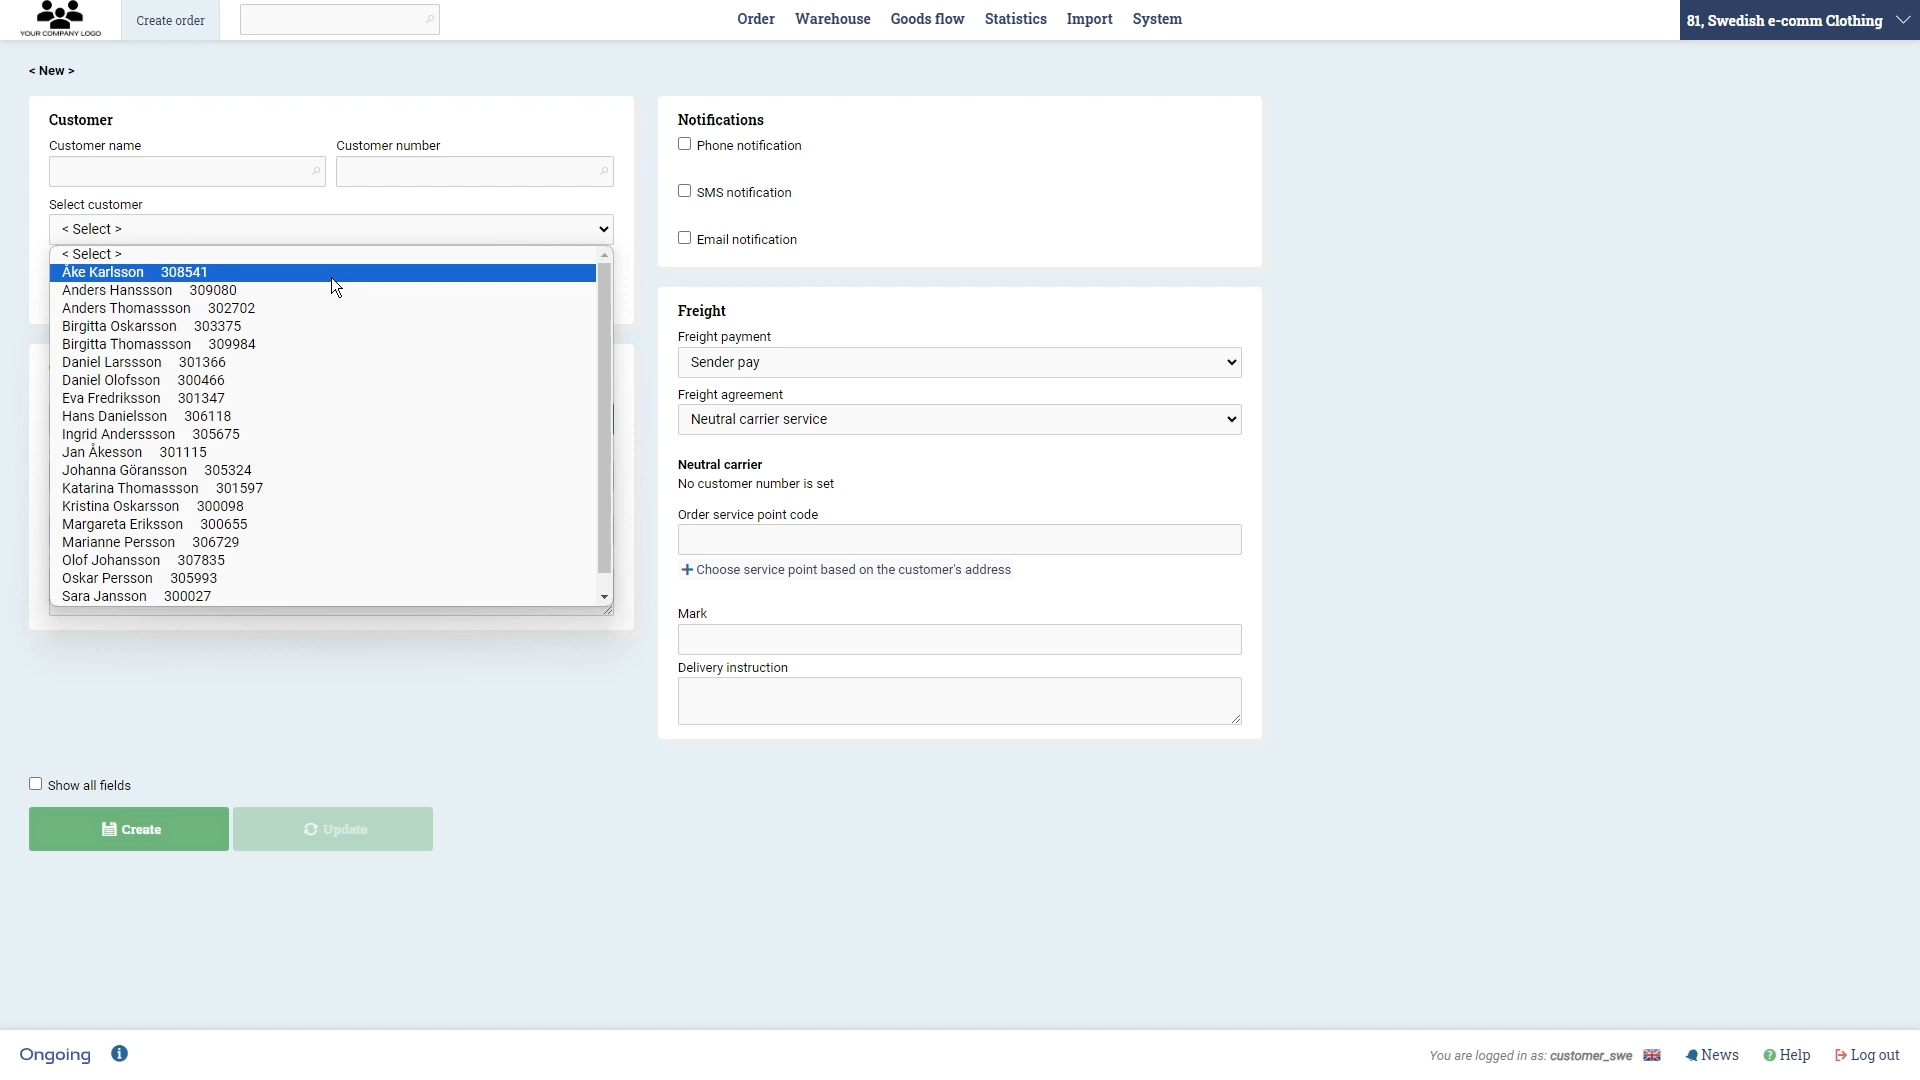 YOUR COMPANY LOGO
Create order
Order Warehouse Goods flow Statistics Import System
81, Swedish e-comm Clothing
< New >
Customer
Customer name Customer number
Select customer
< Select >
< Select >
Åke Karlsson 308541
Anders Hanssson 309080
Anders Thomassson 302702
Birgitta Oskarsson 303375
Birgitta Thomassson 309984
Daniel Larssson 301366
Daniel Olofsson 300466
Eva Fredriksson 301347
Hans Danielsson 306118
Ingrid Anderssson 305675
Jan Åkesson 301115
Johanna Göransson 305324
Katarina Thomassson 301597
Kristina Oskarsson 300098
Margareta Eriksson 300655
Marianne Persson 306729
Olof Johansson 307835
Oskar Persson 305993
Sara Jansson 300027
Notifications
Phone notification
SMS notification
Email notification
Freight
Freight payment
Sender pay
Freight agreement
Neutral carrier service
Neutral carrier
No customer number is set
Order service point code
Choose service point based on the customer's address
Mark
Delivery instruction
Show all fields
Create Update
Ongoing
You are logged in as: customer_swe News Help Log out